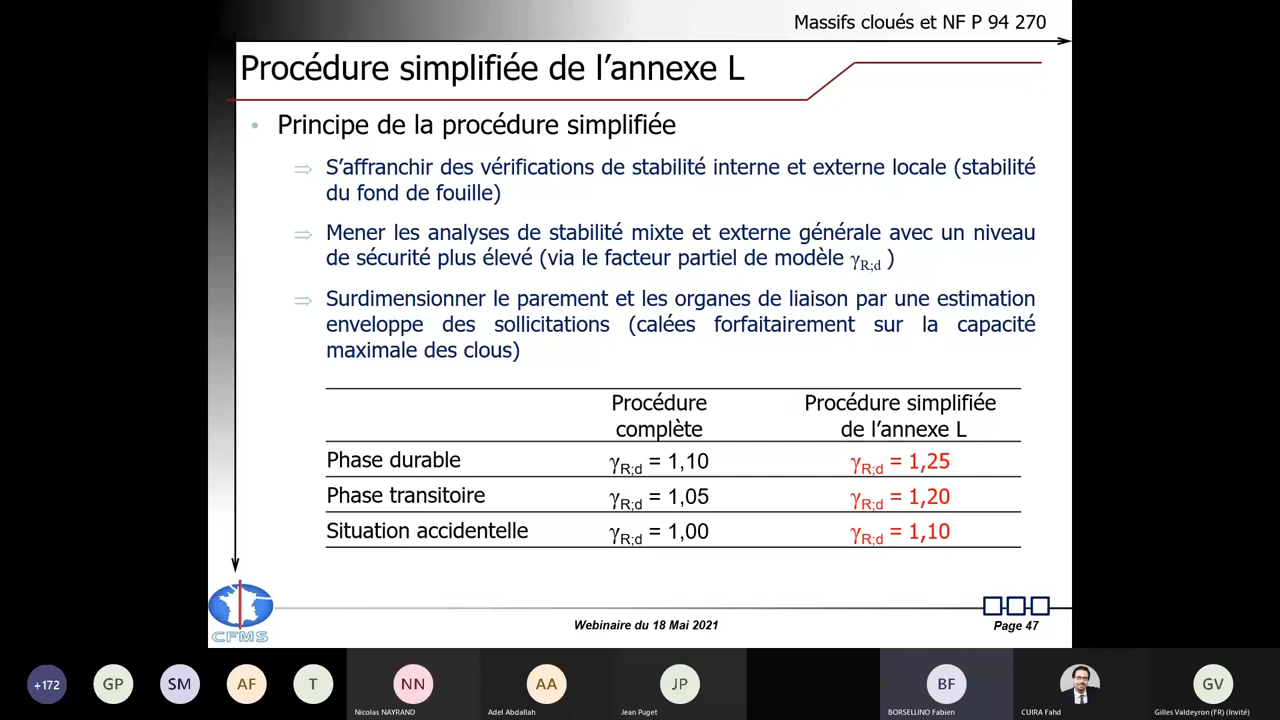 Massifs cloués et NF P 94 270
Procédure simplifiée de l’annexe L
• Principe de la procédure simplifiée
⇒ S’affranchir des vérifications de stabilité interne et externe locale (stabilité
du fond de fouille)
⇒ Mener les analyses de stabilité mixte et externe générale avec un niveau
de sécurité plus élevé (via le facteur partiel de modèle γR;d )
⇒ Surdimensionner le parement et les organes de liaison par une estimation
enveloppe des sollicitations (calées forfaitairement sur la capacité
maximale des clous)
Procédure complète
Procédure simplifiée de l’annexe L
Phase durable γR;d = 1,10 γR;d = 1,25
Phase transitoire γR;d = 1,05 γR;d = 1,20
Situation accidentelle γR;d = 1,00 γR;d = 1,10
CFMS
Webinaire du 18 Mai 2021
Page 47
+172 GP SM AF T NN AA JP BF GV
Nicolas NAYRAND Adel Abdallah Jean Puget BORSELLINO Fabien CUIRA Fahd Gilles Valdeyron (FR) (Invité)